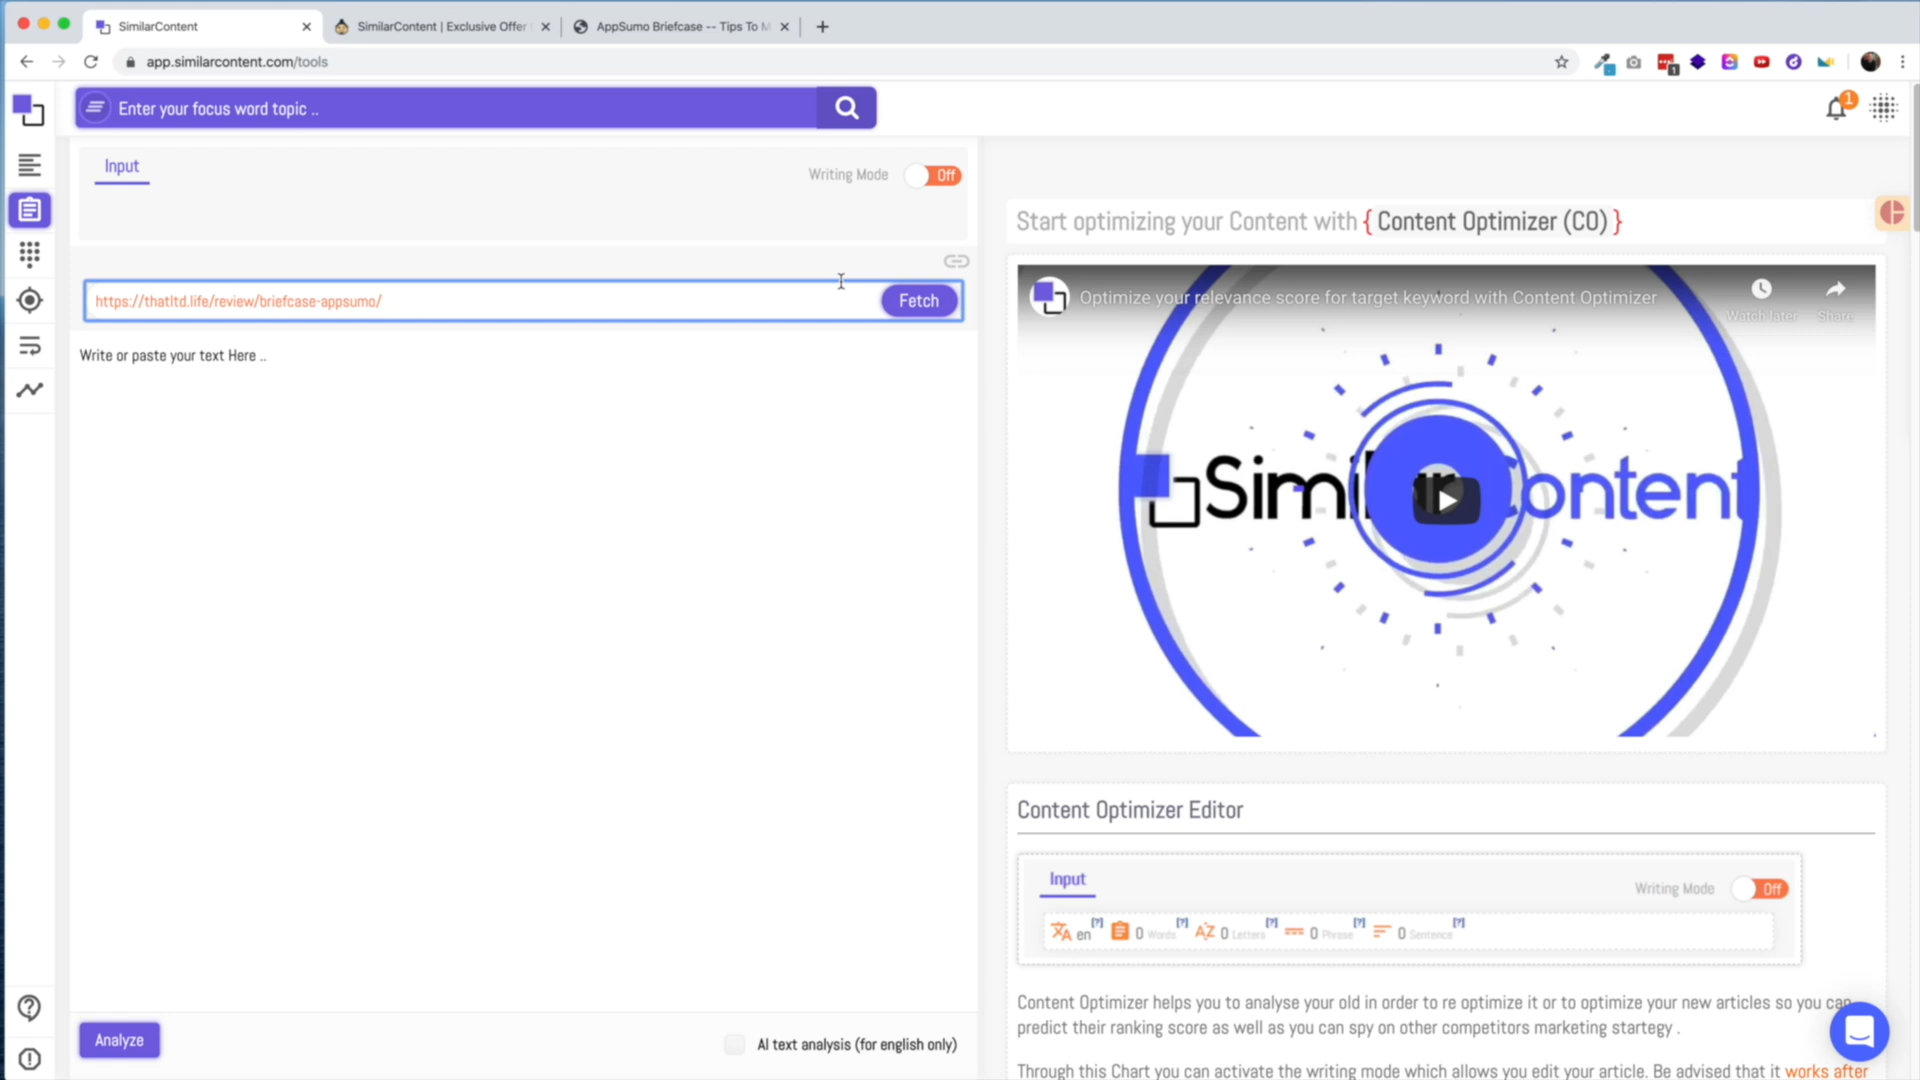 SimilarContent
SimilarContent | Exclusive Offer
AppSumo Briefcase -- Tips To M
app.similarcontent.com/tools
1
Enter your focus word topic ..
1
Input
Writing Mode
Off
https://thatltd.life/review/briefcase-appsumo/
Fetch
Write or paste your text Here ..
Analyze
AI text analysis (for english only)
Start optimizing your Content with { Content Optimizer (CO) }
Optimize your relevance score for target keyword with Content Optimizer
Watch later
Share
Content Optimizer Editor
Input
Writing Mode
Off
en [?] 0 Words [?] AZ 0 Letters [?] 0 Phrase [?] 0 Sentence [?]
Content Optimizer helps you to analyse your old in order to re optimize it or to optimize your new articles so you can
predict their ranking score as well as you can spy on other competitors marketing startegy .
Through this Chart you can activate the writing mode which allows you edit your article. Be advised that it works after